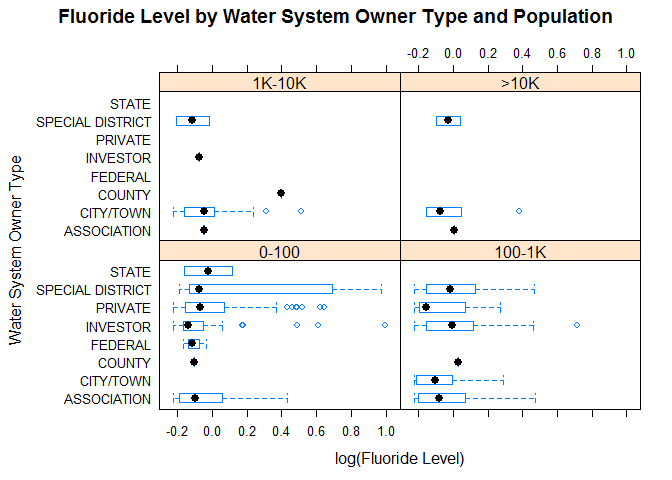 Fluoride Level by Water System Owner Type and Population
-0.2 0.0 0.2 0.4 0.6 0.8 1.0
1K-10K >10K
STATE
SPECIAL DISTRICT
PRIVATE
INVESTOR
FEDERAL
COUNTY
CITY/TOWN
ASSOCIATION
0-100 100-1K
STATE
SPECIAL DISTRICT
PRIVATE
INVESTOR
FEDERAL
COUNTY
CITY/TOWN
ASSOCIATION
-0.2 0.0 0.2 0.4 0.6 0.8 1.0
log(Fluoride Level)
Water System Owner Type